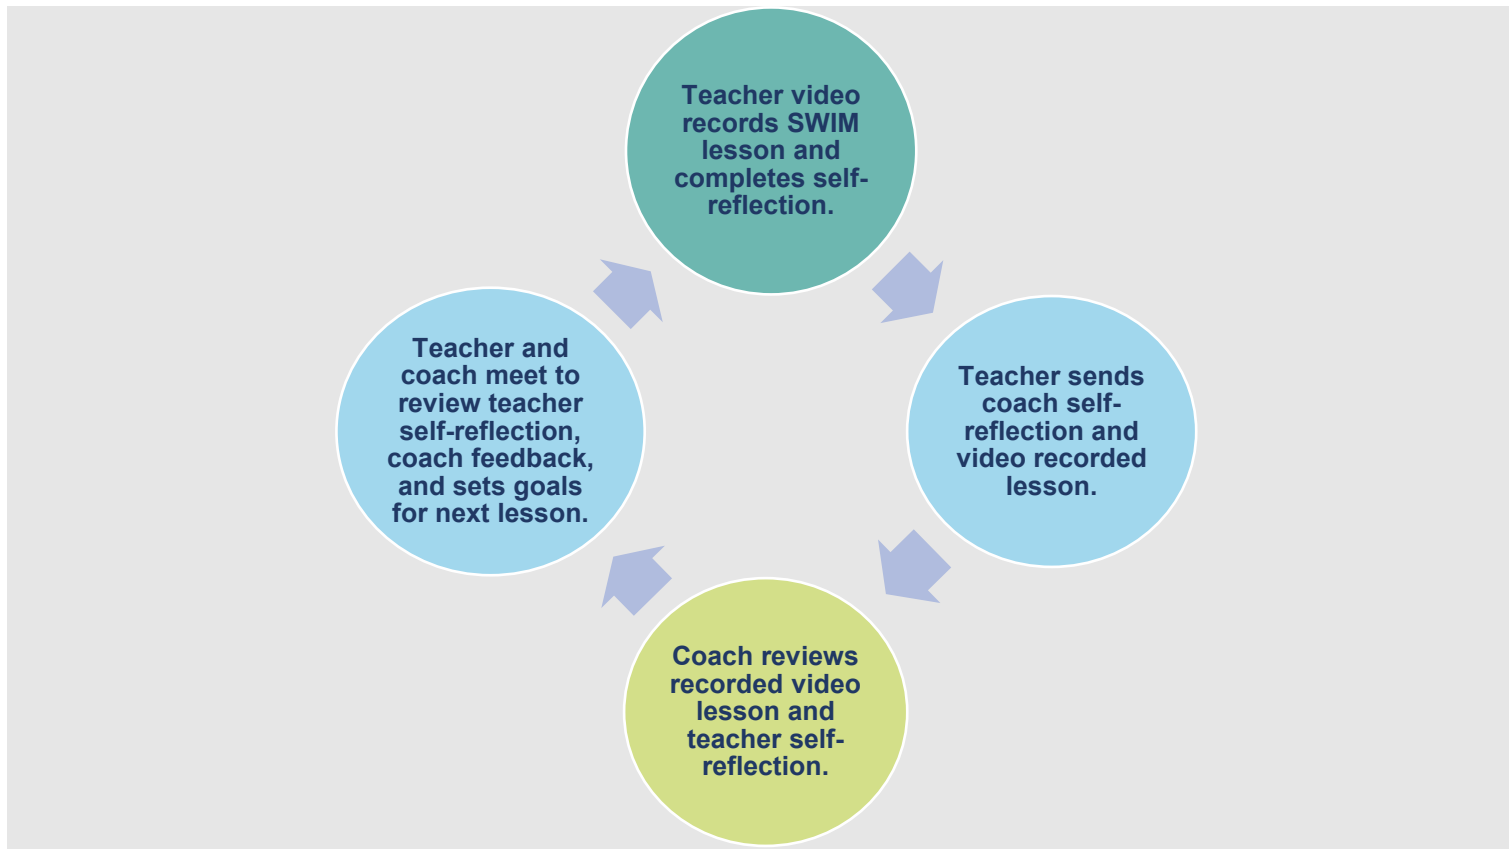 Teacher video
records SWIM
lesson and
completes self-
reflection.
Teacher sends
coach self-
reflection and
video recorded
lesson.
Coach reviews
recorded video
lesson and
teacher self-
reflection.
Teacher and
coach meet to
review teacher
self-reflection,
coach feedback,
and sets goals
for next lesson.